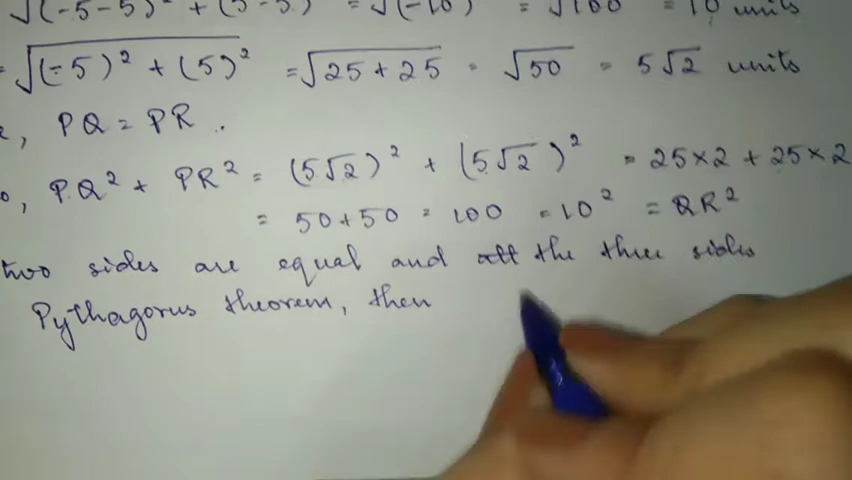 √(-5-5)² + (5-5)² = √(-10)² = √100 = 10 units
= √(-5)² + (5)² = √25 + 25 = √50 = 5√2 units
, PQ = PR.
, PQ² + PR² = (5√2)² + (5√2)² = 25×2 + 25×2
= 50+50 = 100 = 10² = QR²
two sides are equal and the three sides
Pythagorus theorem, then